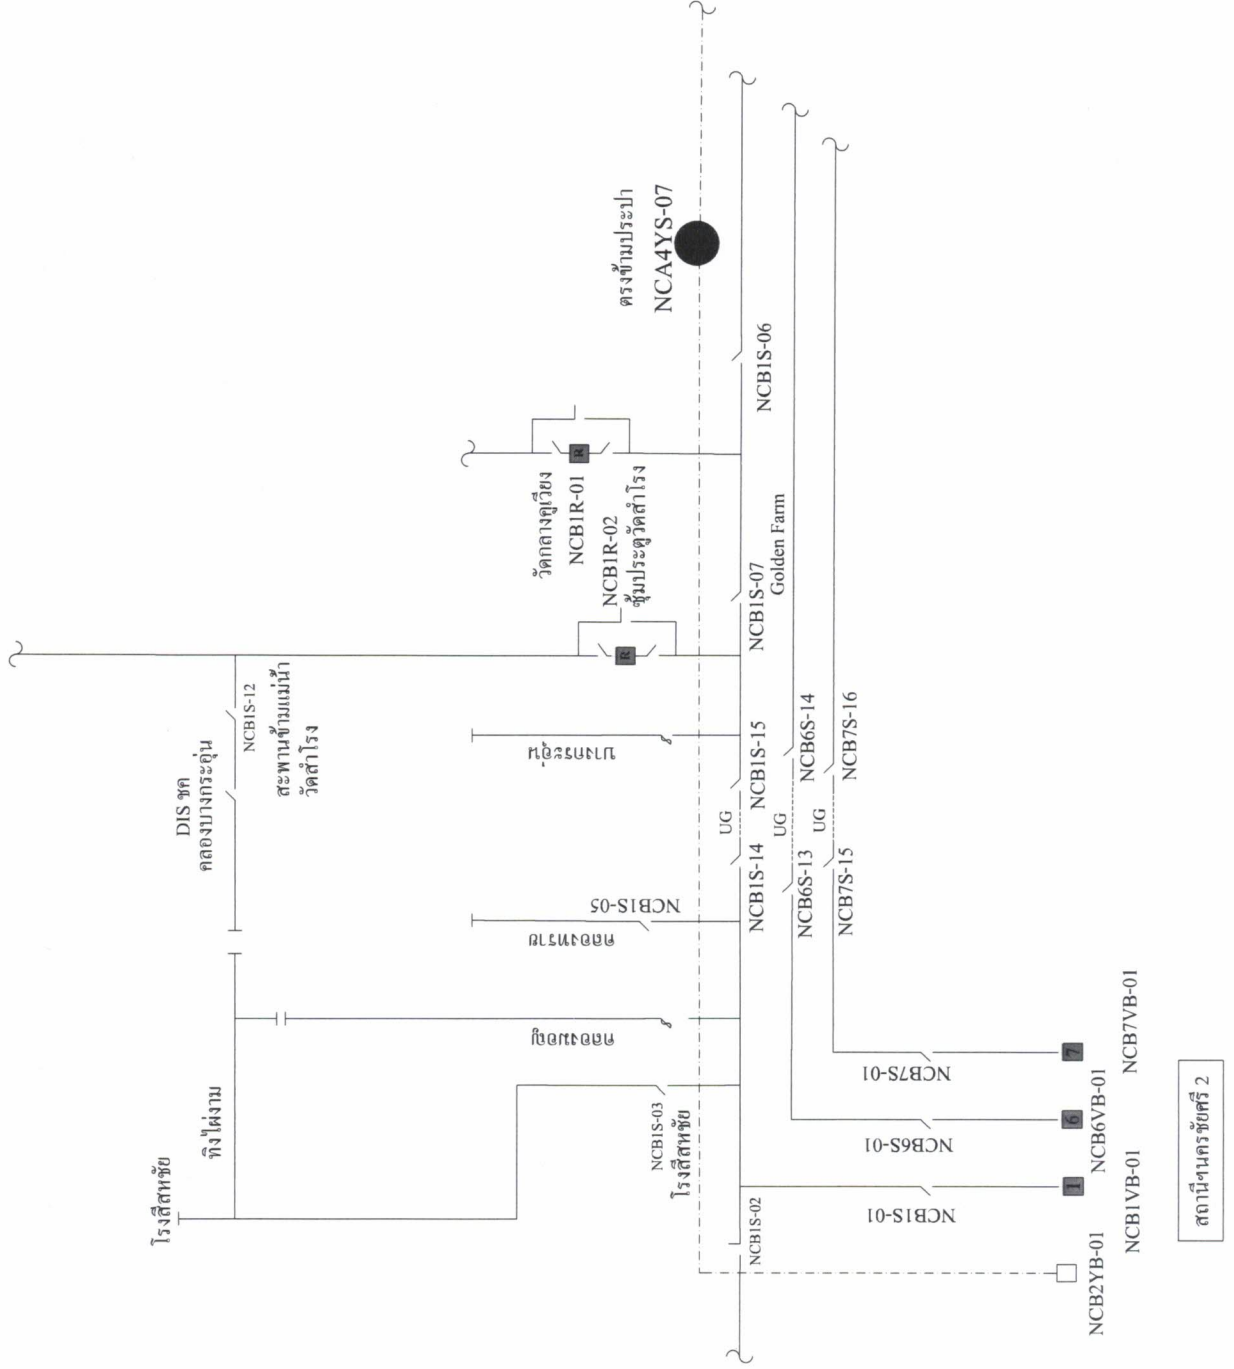 ตรงข้ามประปา
NCA4YS-07
NCB1S-06
วัดกลางคูเวียง
NCB1R-01
NCB1R-02
ซุ้มประตูวัดสำโรง
NCB1S-07
Golden Farm
NCB1S-12
สะพานข้ามแม่น้ำ
วัดสำโรง
DIS ชค
คลองบางกระอุ่น
บางกระอุ่น
NCB1S-15
NCB6S-14
NCB7S-16
UG
UG
UG
NCB1S-14
NCB6S-13
NCB7S-15
NCB1S-05
คลองทราย
คลองมอญ
ทิงไผ่งาม
โรงสีสหชัย
NCB1S-03
โรงสีสหชัย
NCB1S-02
NCB7S-01
NCB6S-01
NCB1S-01
R
R
7
6
1
NCB7VB-01
NCB6VB-01
NCB1VB-01
NCB2YB-01
สถานีฯนครชัยศรี 2